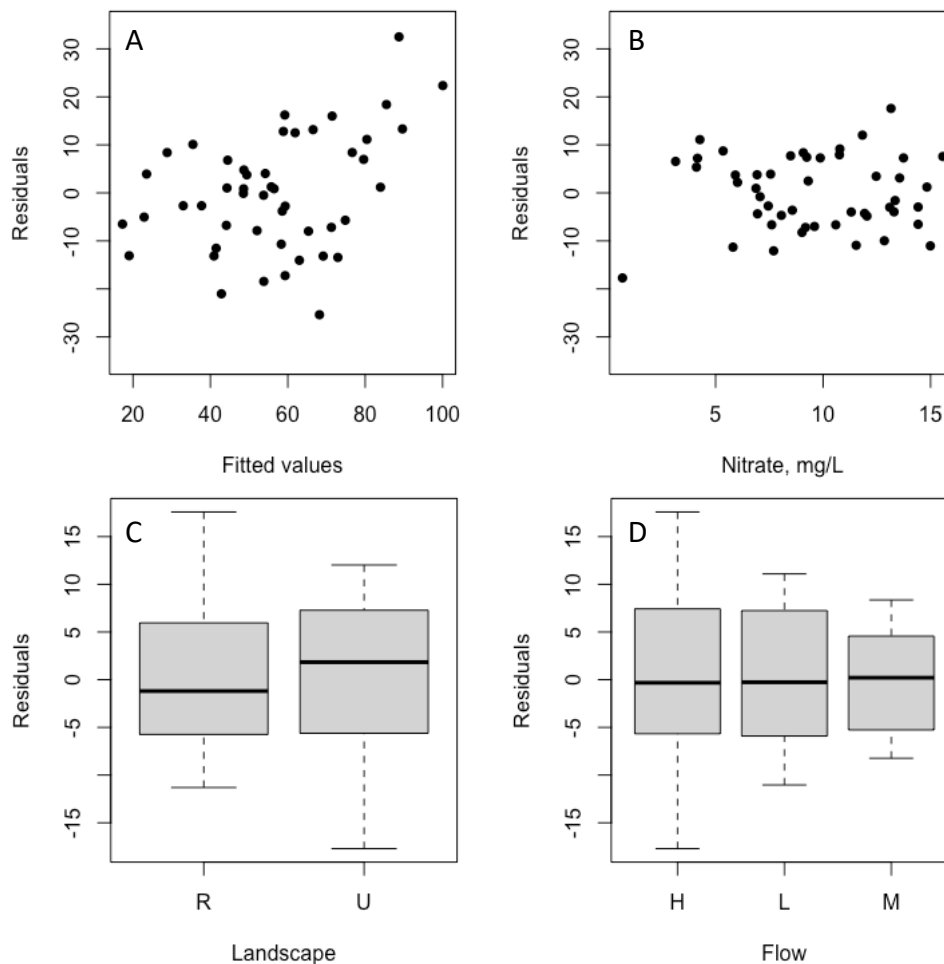 A
Residuals
30
20
10
0
-10
-30
20
40
60
80
100
Fitted values
B
Residuals
30
20
10
0
-10
-30
5
10
15
Nitrate, mg/L
C
Residuals
15
10
5
0
-5
-15
R
U
Landscape
D
Residuals
15
10
5
0
-5
-15
H
L
M
Flow